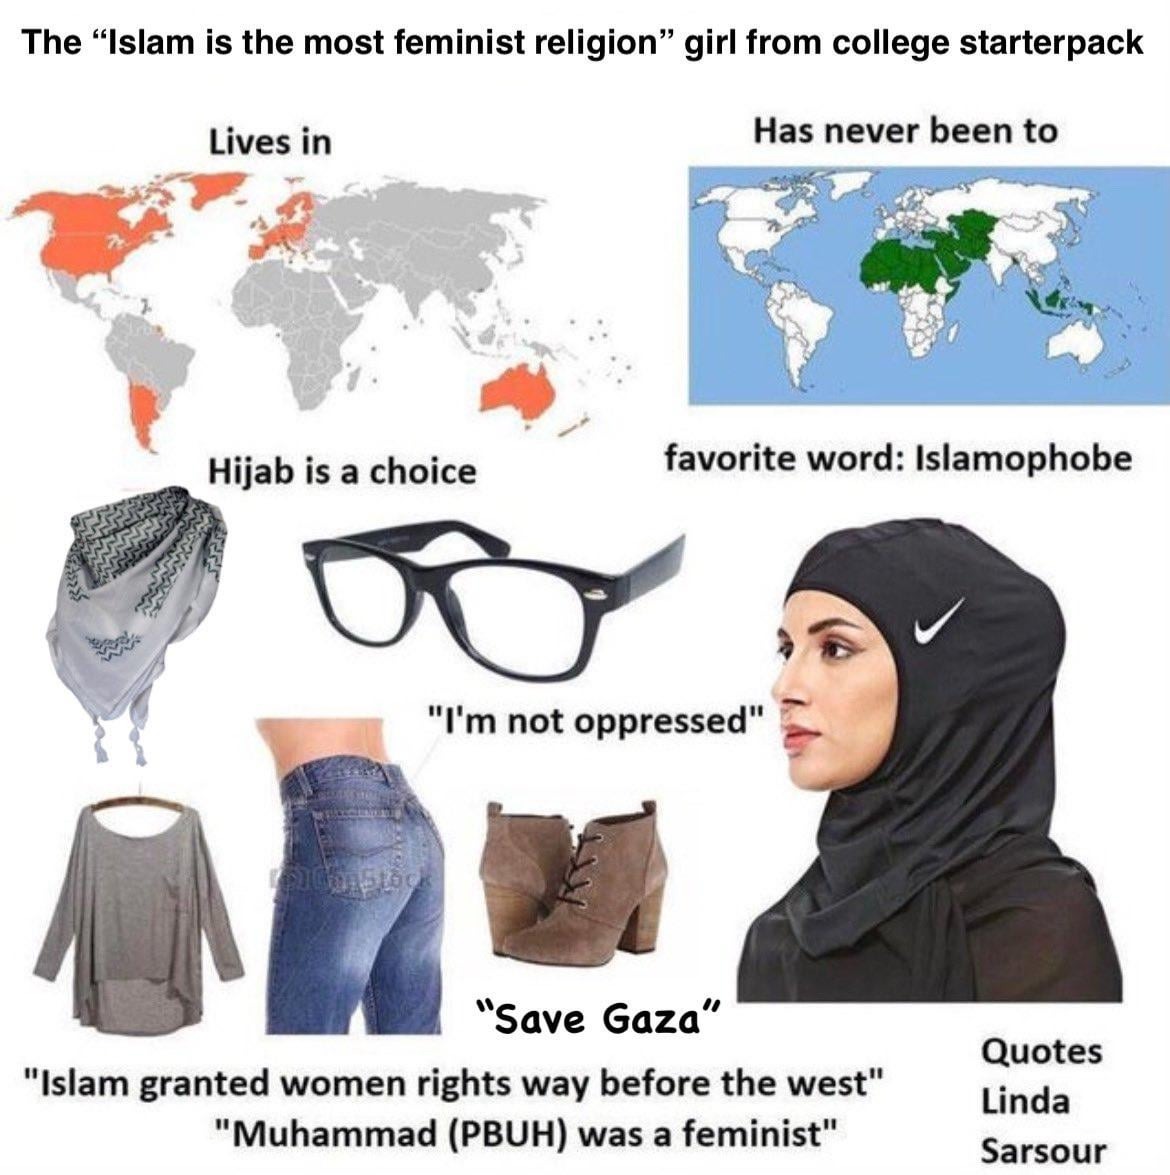 The “Islam is the most feminist religion” girl from college starterpack
Lives in
Has never been to
Hijab is a choice
favorite word: Islamophobe
"I'm not oppressed"
“Save Gaza”
"Islam granted women rights way before the west"
"Muhammad (PBUH) was a feminist"
Quotes
Linda
Sarsour